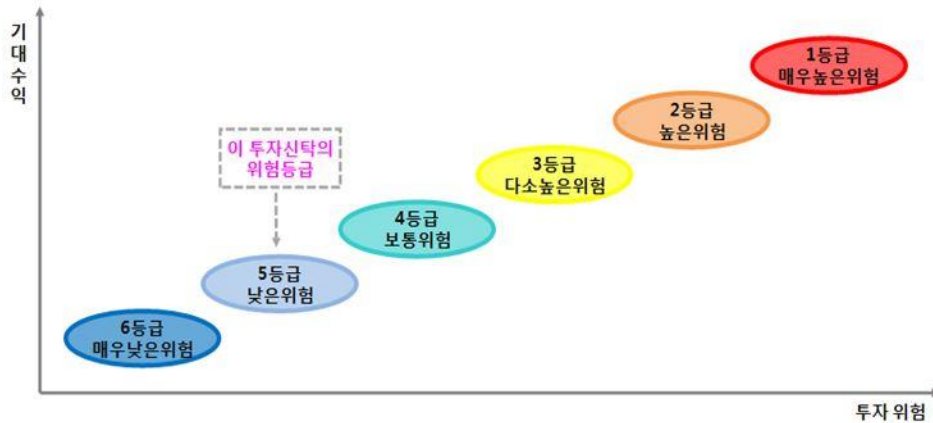 기대수익
1등급
매우높은위험
2등급
높은위험
이 투자신탁의
위험등급
3등급
다소높은위험
4등급
보통위험
5등급
낮은위험
6등급
매우낮은위험
투자 위험